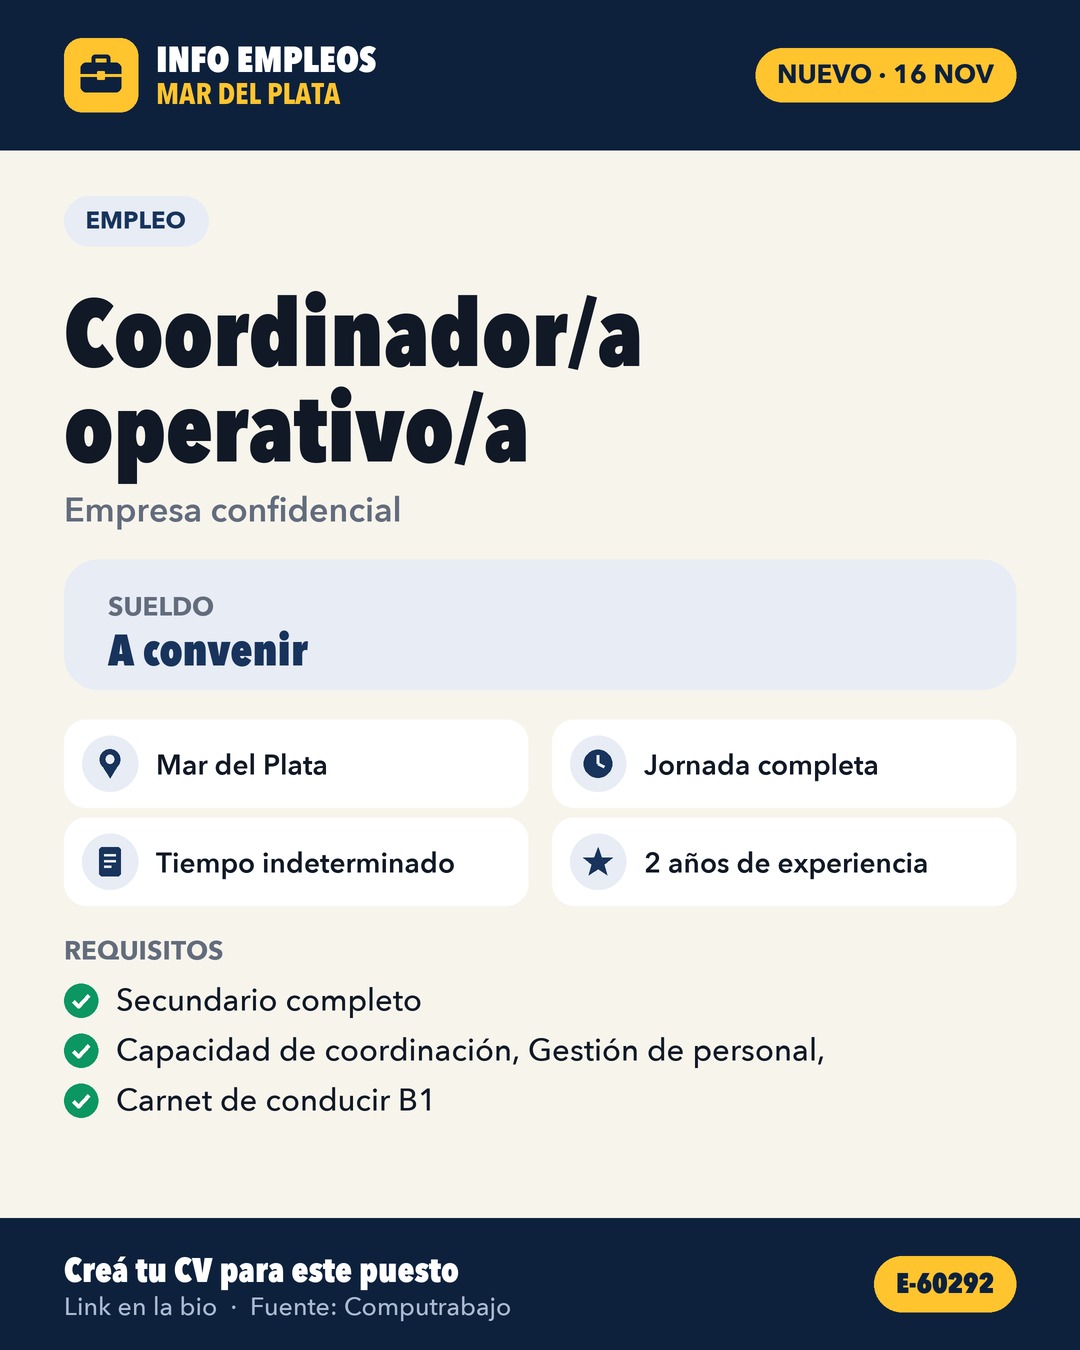 INFO EMPLEOS
MAR DEL PLATA
NUEVO · 16 NOV
EMPLEO
Coordinador/a
operativo/a
Empresa confidencial
SUELDO
A convenir
Mar del Plata
Jornada completa
Tiempo indeterminado
2 años de experiencia
REQUISITOS
Secundario completo
Capacidad de coordinación, Gestión de personal,
Carnet de conducir B1
Creá tu CV para este puesto
Link en la bio · Fuente: Computrabajo
E-60292